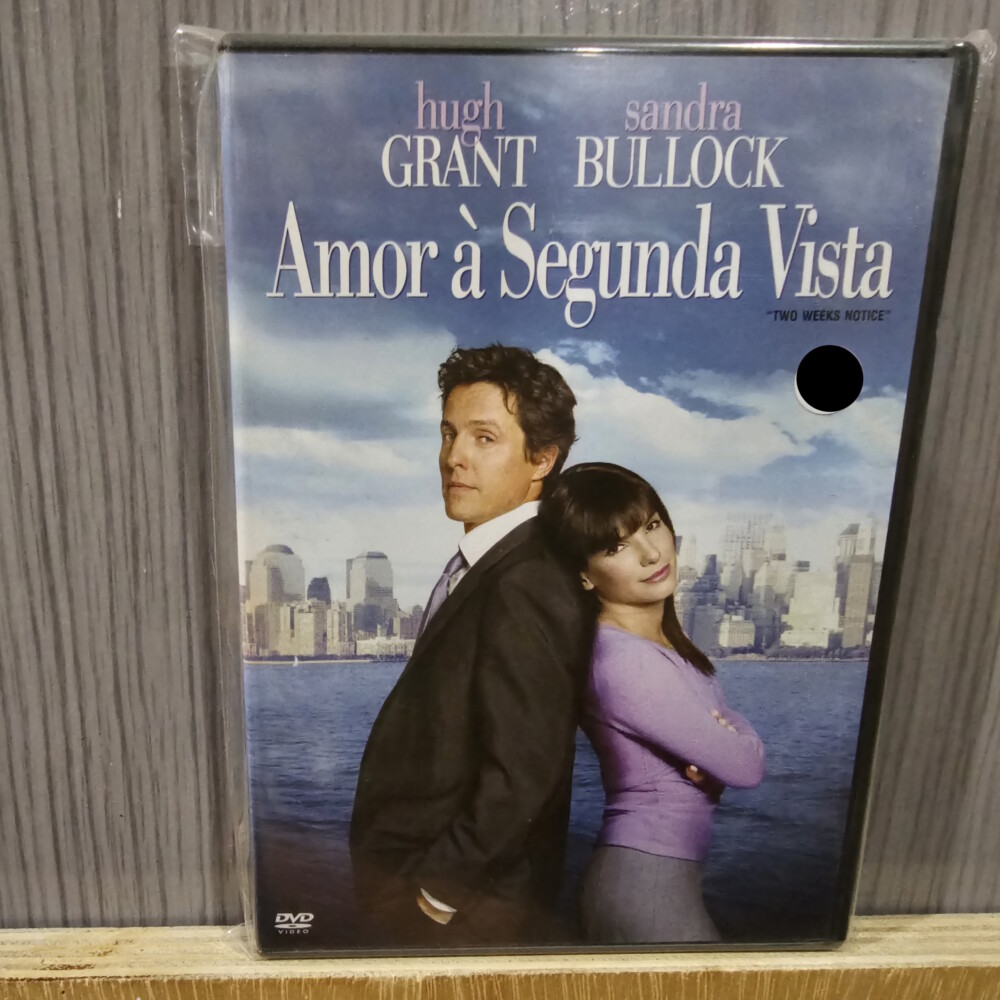 hugh sandra
GRANT BULLOCK
Amor à Segunda Vista
"TWO WEEKS NOTICE"
DVD
VIDEO